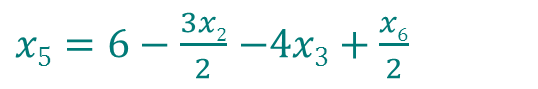 x₅ = 6 − 3x₂/2 −4x₃ + x₆/2